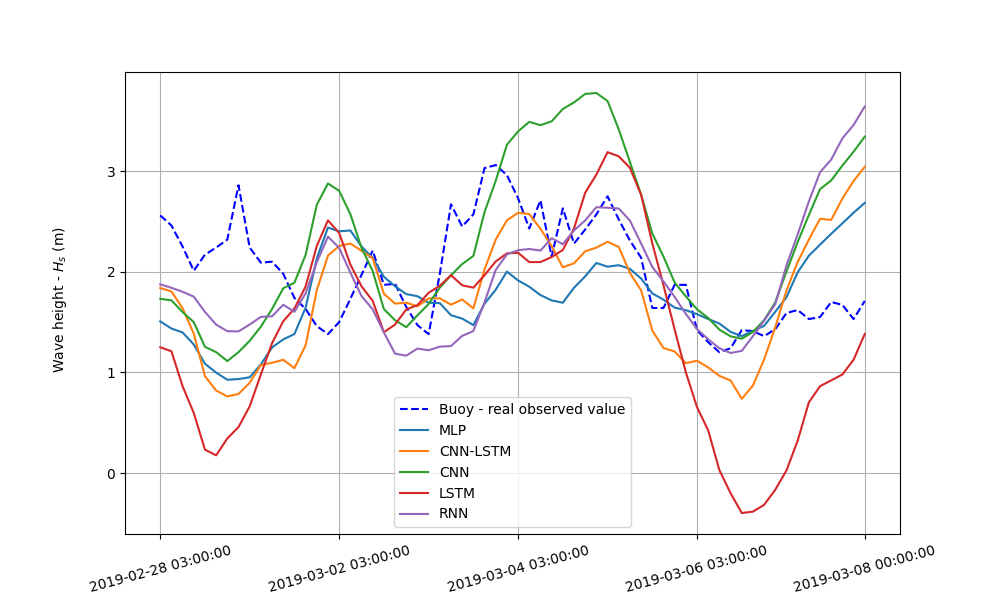 Wave height - Hs (m)
3
2
1
0
Buoy - real observed value
MLP
CNN-LSTM
CNN
LSTM
RNN
2019-02-28 03:00:00
2019-03-02 03:00:00
2019-03-04 03:00:00
2019-03-06 03:00:00
2019-03-08 00:00:00